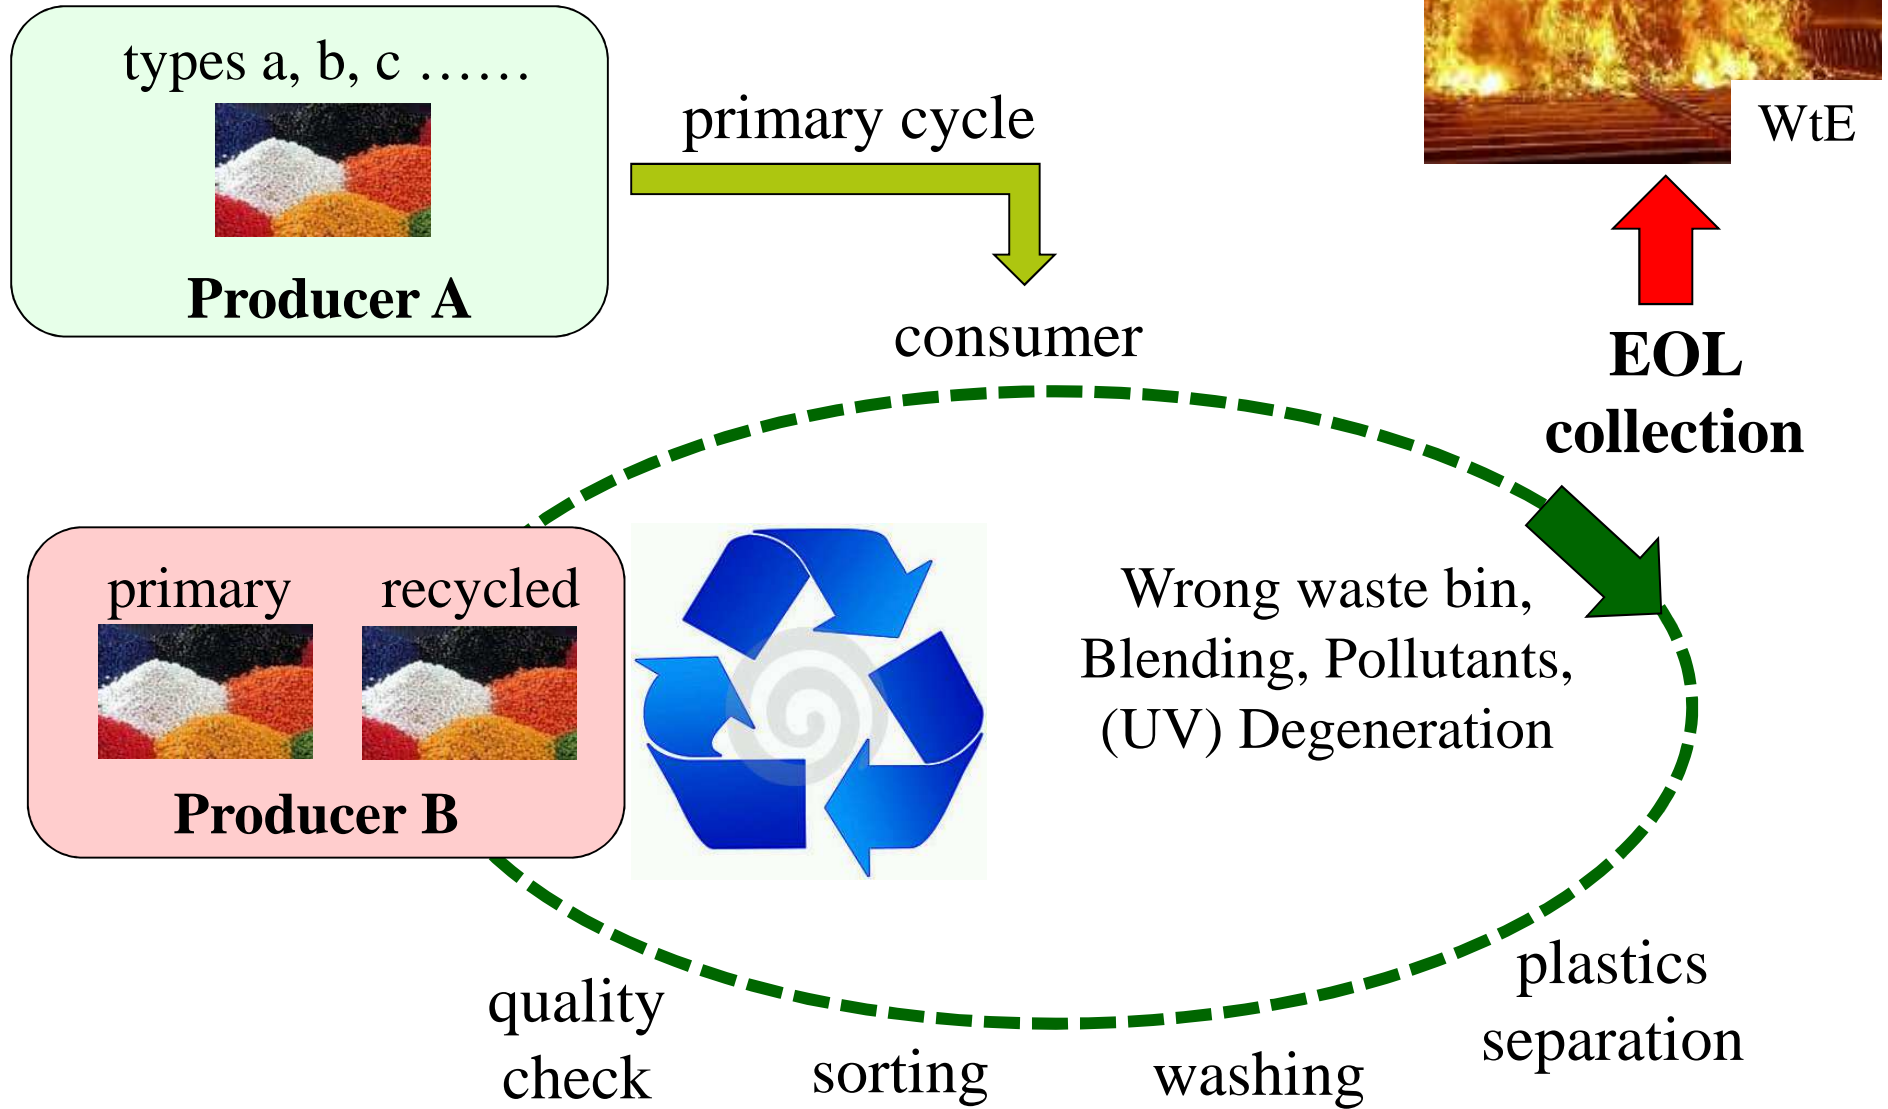 types a, b, c ……
Producer A
primary cycle
WtE
consumer
EOL
collection
primary
recycled
Producer B
Wrong waste bin,
Blending, Pollutants,
(UV) Degeneration
quality
check
sorting
washing
plastics
separation